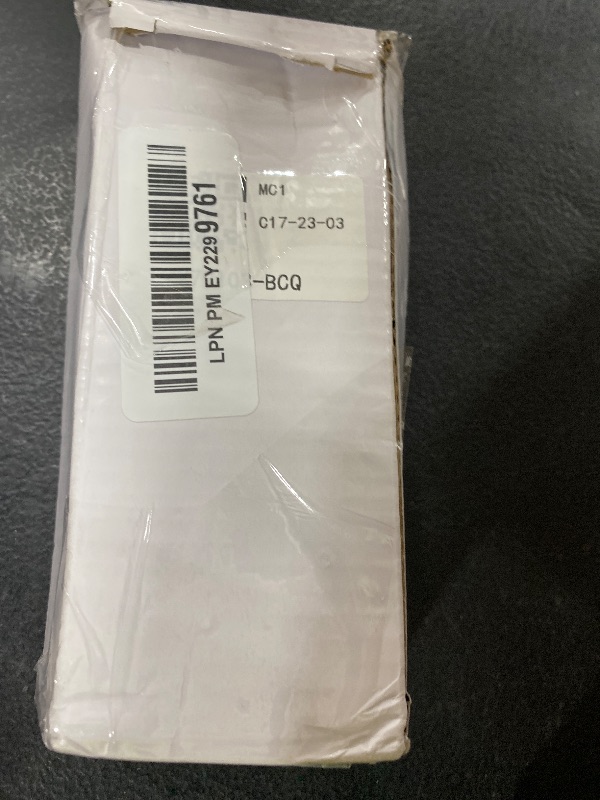 LPN PM EY2299761
MC1
C17-23-03
-BCQ